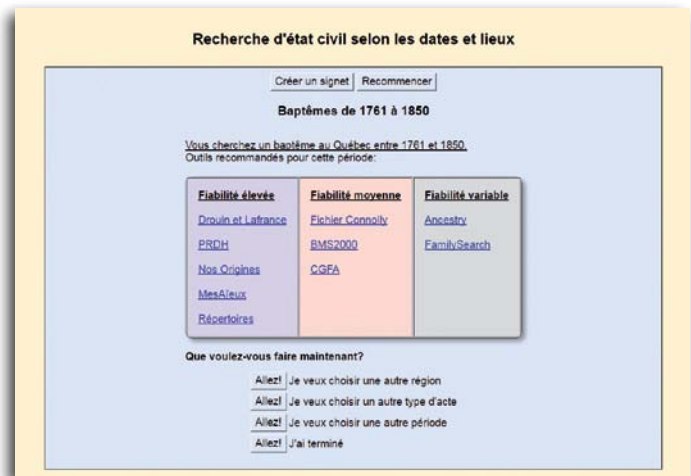 Recherche d'état civil selon les dates et lieux
Créer un signet Recommencer
Baptêmes de 1761 à 1850
Vous cherchez un baptême au Québec entre 1761 et 1850.
Outils recommandés pour cette période:
Fiabilité élevée
Drouin et Lafrance
PRDH
Nos Origines
MesAïeux
Répertoires
Fiabilité moyenne
Fichier Connolly
BMS2000
CGFA
Fiabilité variable
Ancestry
FamilySearch
Que voulez-vous faire maintenant?
Allez! Je veux choisir une autre région
Allez! Je veux choisir un autre type d'acte
Allez! Je veux choisir une autre période
Allez! J'ai terminé